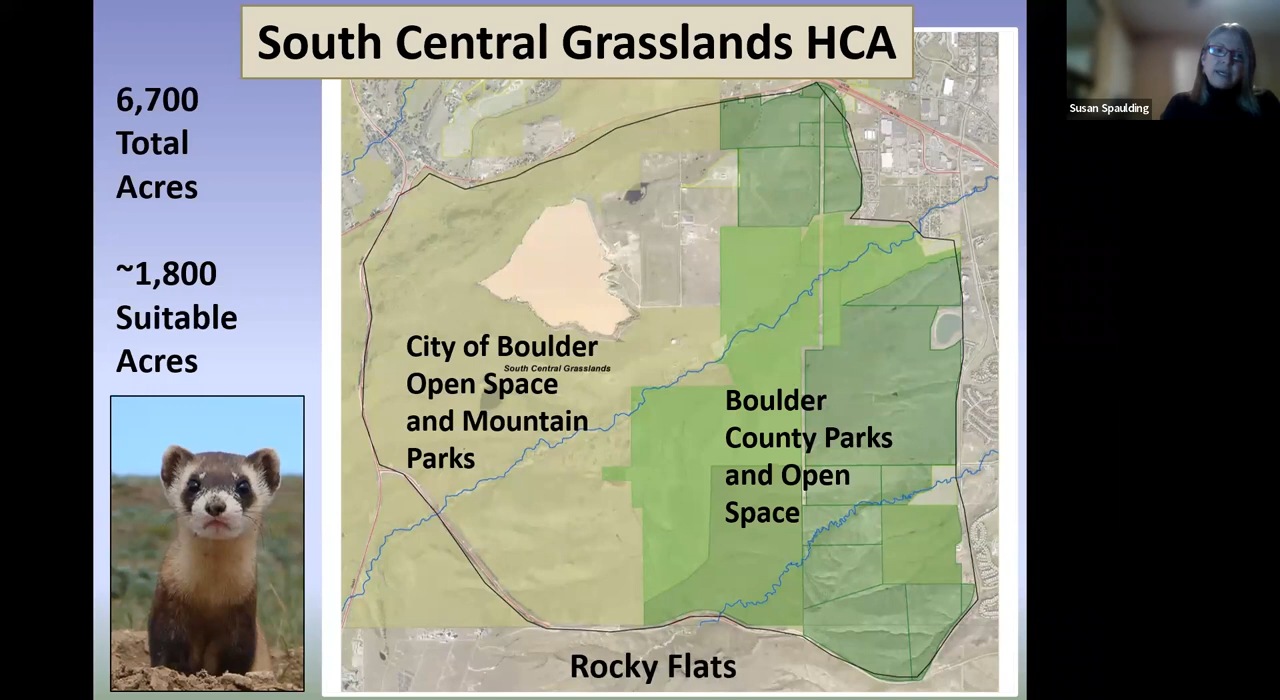 South Central Grasslands HCA
6,700
Total
Acres
~1,800
Suitable
Acres
City of Boulder
South Central Grasslands
Open Space
and Mountain
Parks
Boulder
County Parks
and Open
Space
Rocky Flats
Susan Spaulding